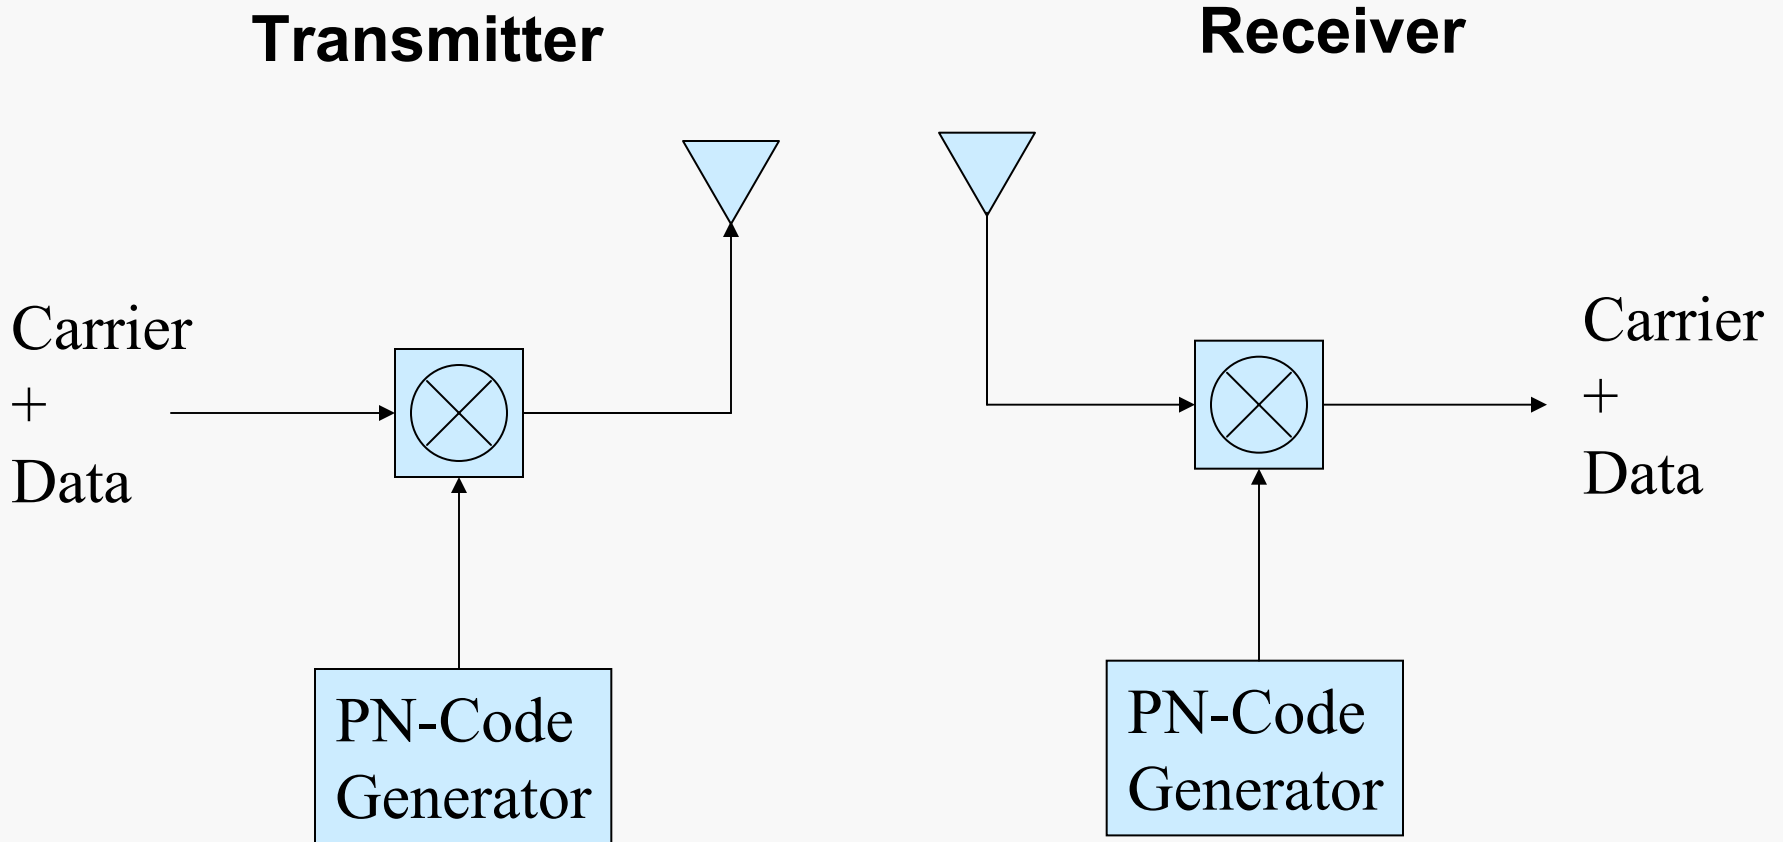 Transmitter
Receiver
Carrier
+
Data
Carrier
+
Data
PN-Code
Generator
PN-Code
Generator